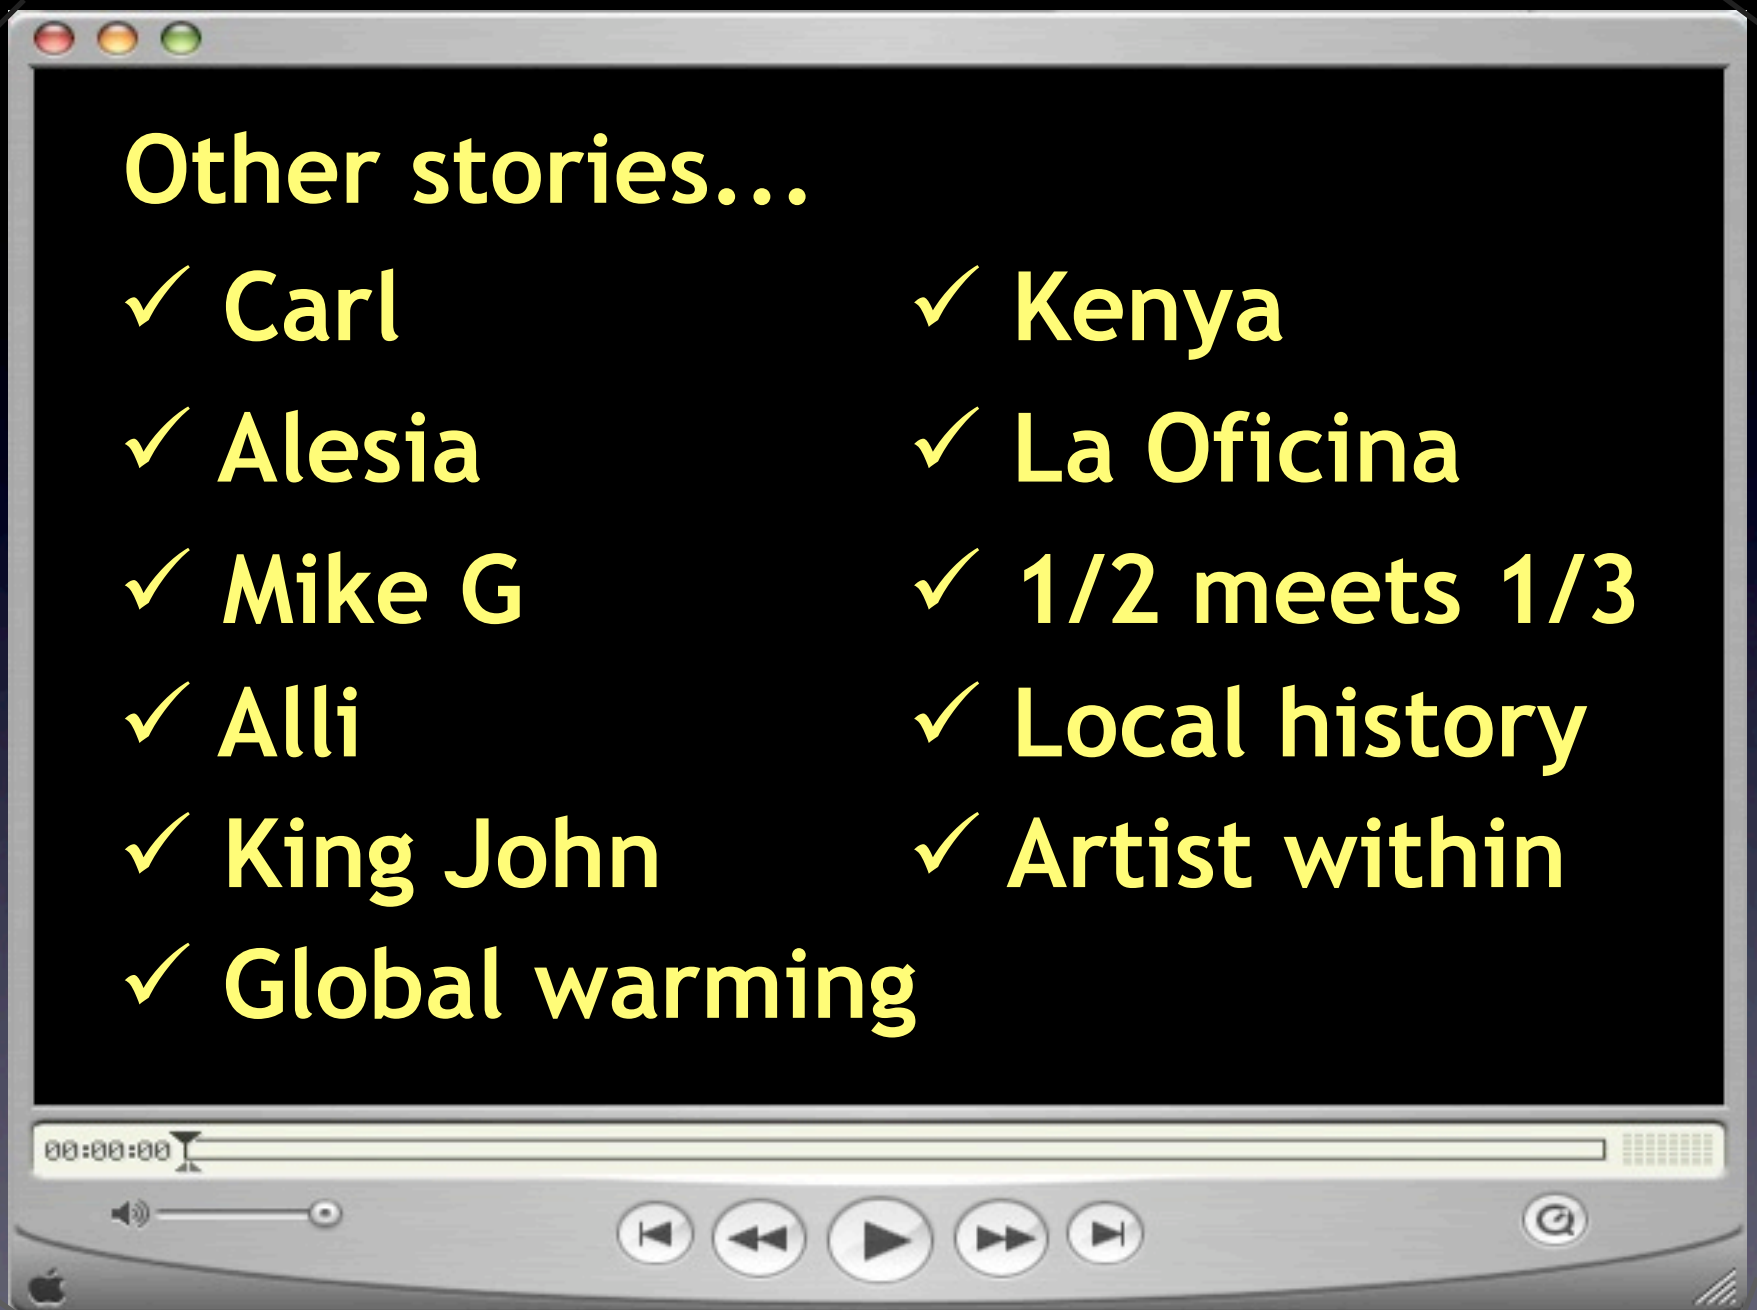 Other stories...
✓ Carl
✓ Alesia
✓ Mike G
✓ Alli
✓ King John
✓ Global warming
✓ Kenya
✓ La Oficina
✓ 1/2 meets 1/3
✓ Local history
✓ Artist within
00:00:00